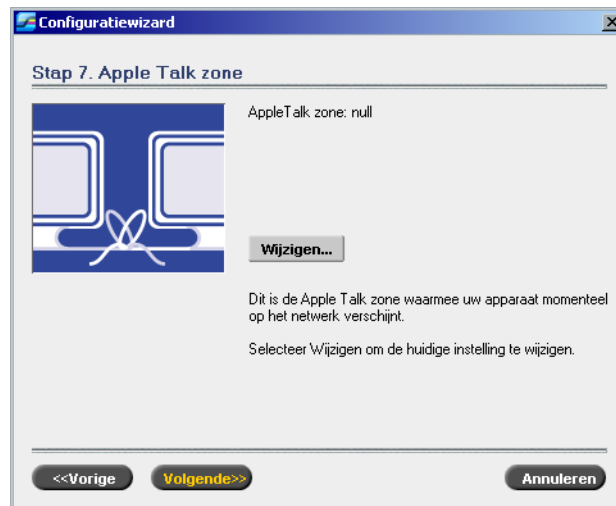 Configuratiewizard
Stap 7. Apple Talk zone
AppleTalk zone: null
Wijzigen...
Dit is de Apple Talk zone waarmee uw apparaat momenteel
op het netwerk verschijnt.
Selecteer Wijzigen om de huidige instelling te wijzigen.
<<Vorige
Volgende>>
Annuleren